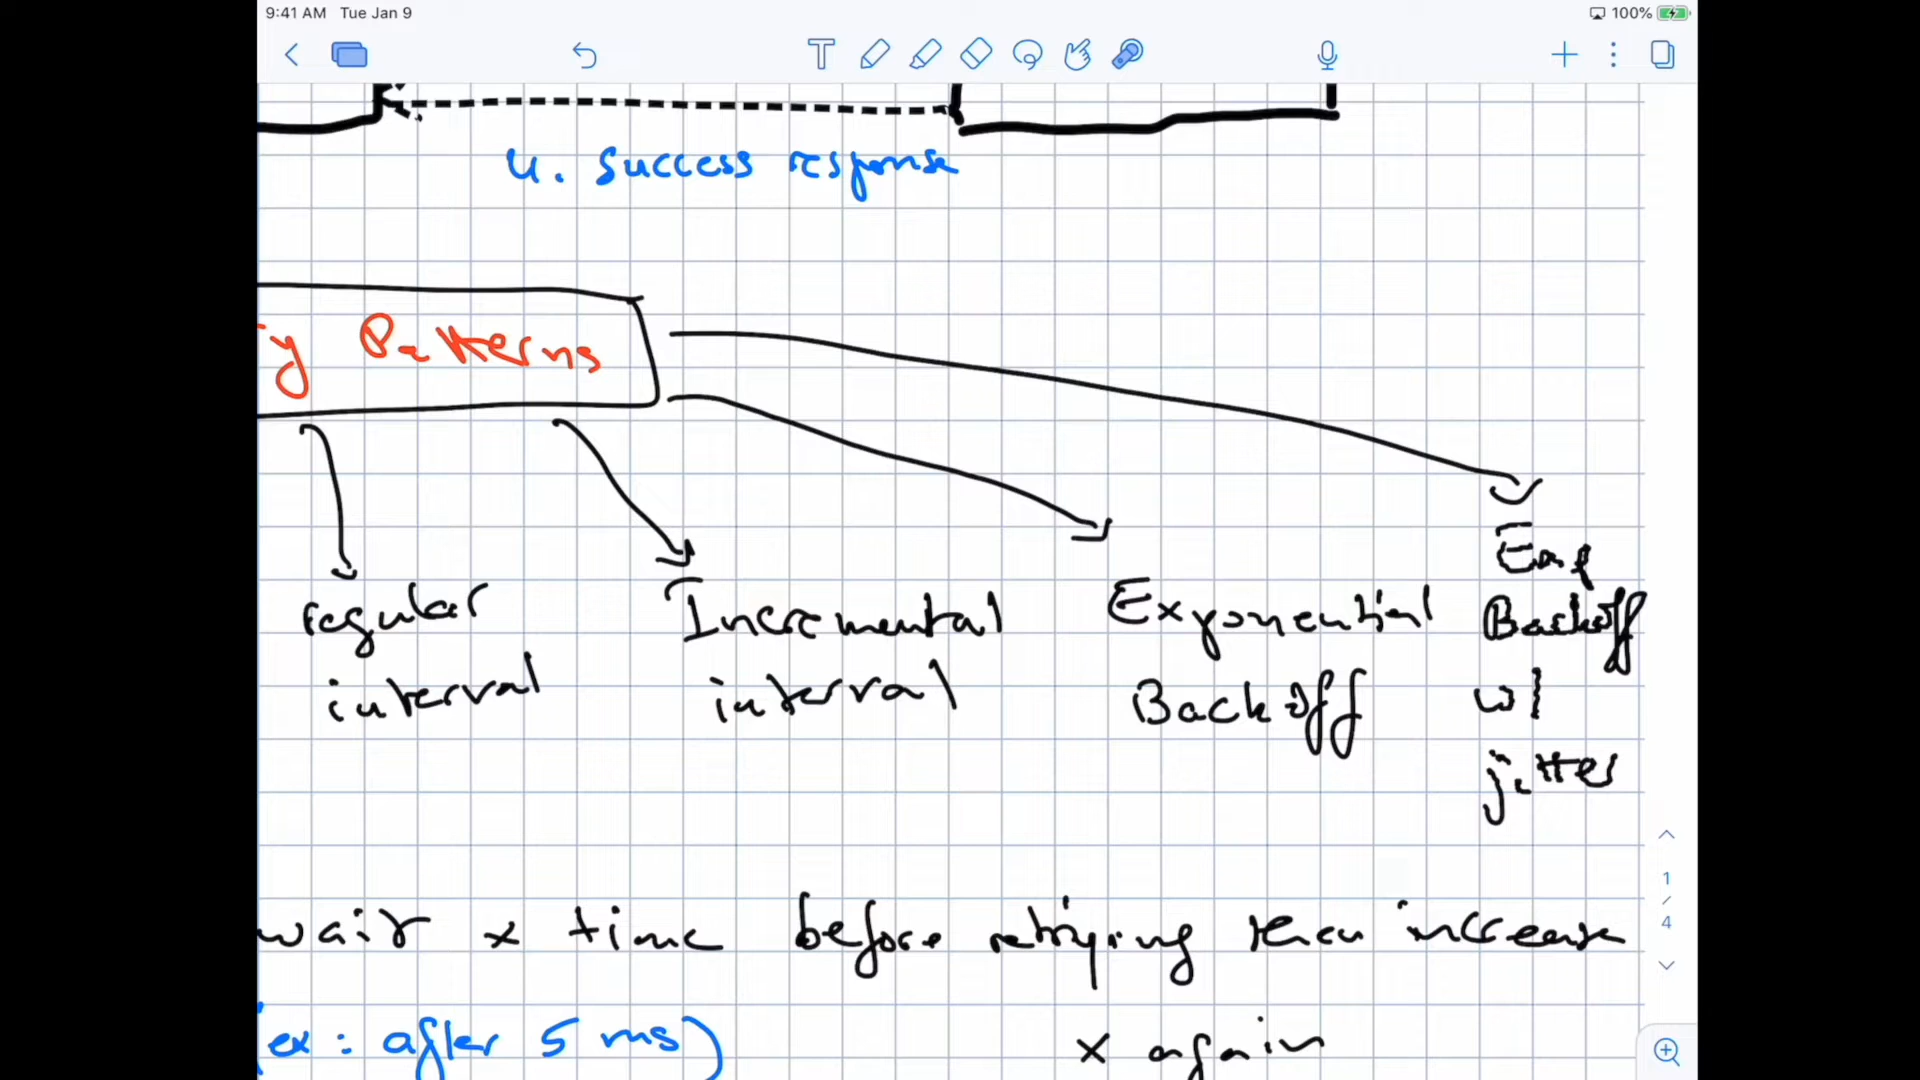 9:41 AM Tue Jan 9
100%
4. Success response
y Patterns
regular
interval
Incremental
interval
Exponential
Backoff
Exp
Backoff
w/
jitter
wait x time before retrying then increase
(ex: after 5 ms)
x again
1
/
4